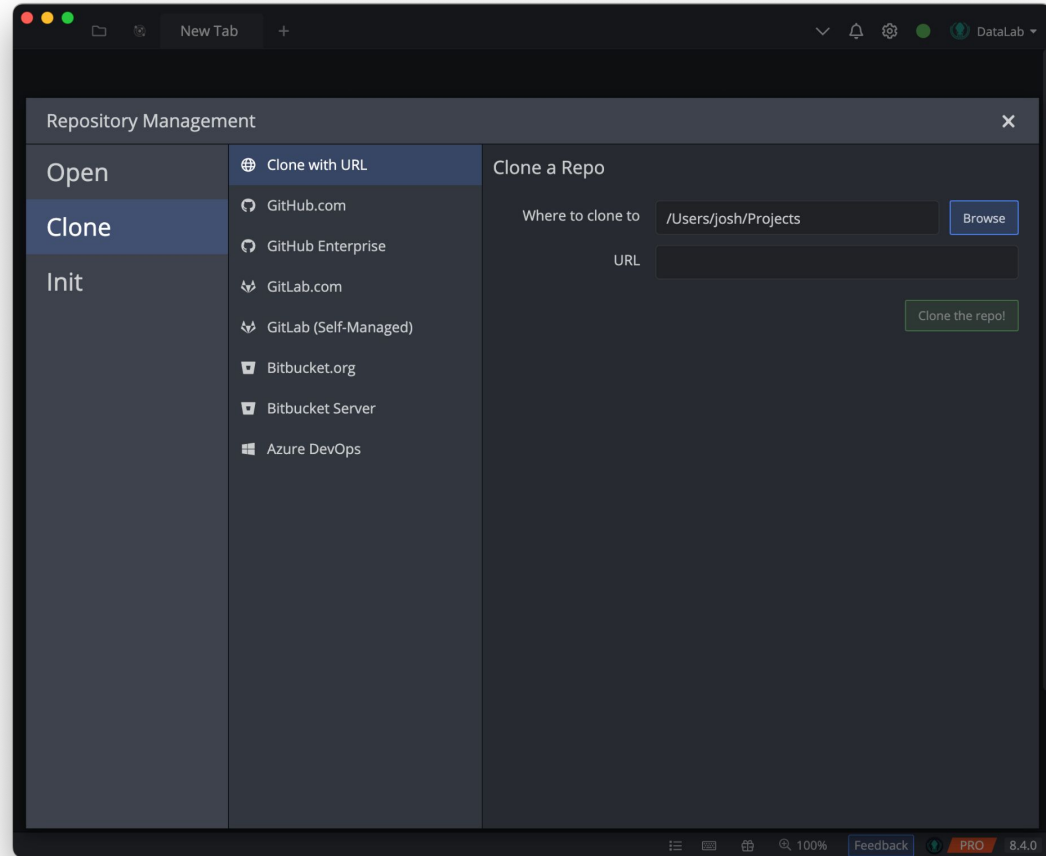 New Tab
DataLab
Repository Management
Open
Clone
Init
Clone with URL
GitHub.com
GitHub Enterprise
GitLab.com
GitLab (Self-Managed)
Bitbucket.org
Bitbucket Server
Azure DevOps
Clone a Repo
Where to clone to
/Users/josh/Projects
Browse
URL
Clone the repo!
100%
Feedback
PRO
8.4.0